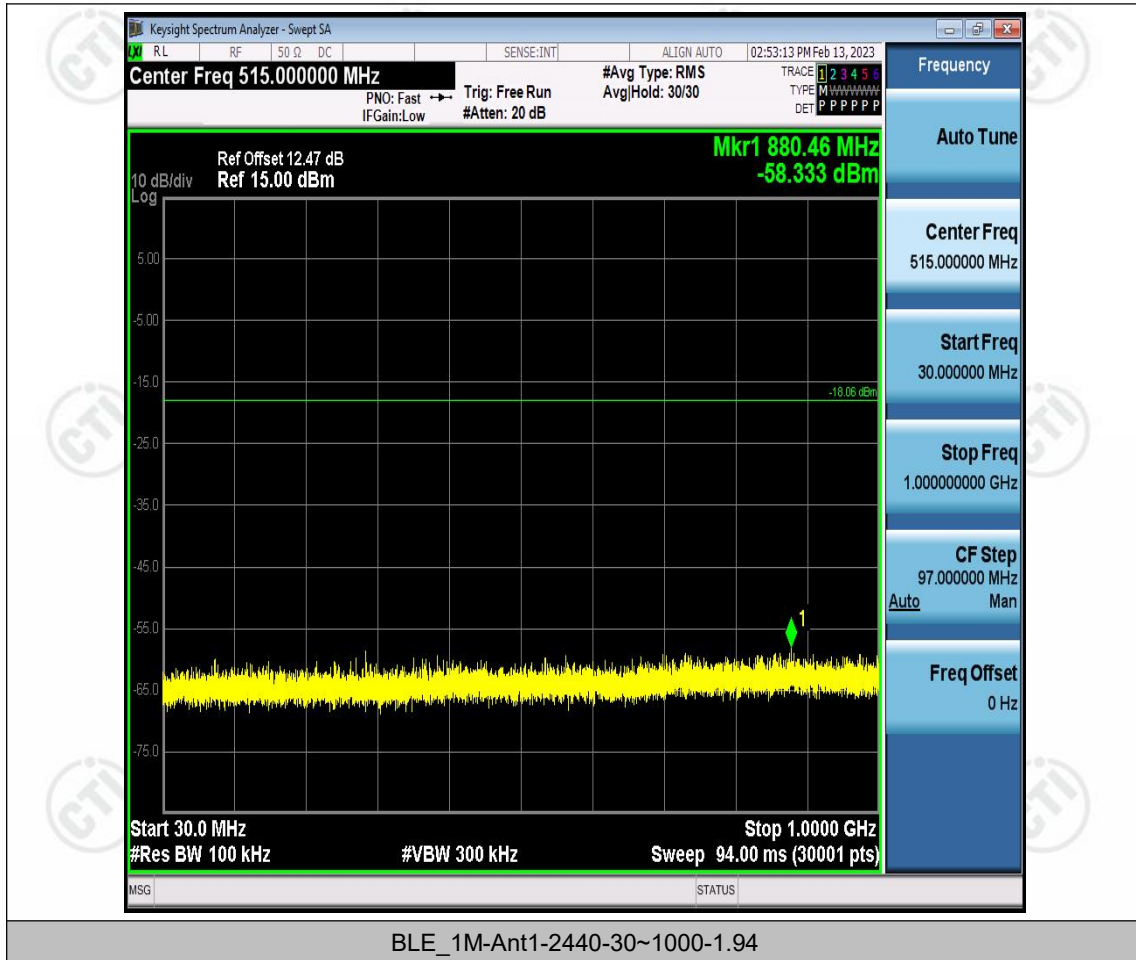 Keysight Spectrum Analyzer - Swept SA
LXI RL RF 50 Ω DC SENSE:INT ALIGN AUTO 02:53:13 PM Feb 13, 2023
Center Freq 515.000000 MHz
PNO: Fast
IFGain:Low
Trig: Free Run
#Atten: 20 dB
#Avg Type: RMS
Avg|Hold: 30/30
TRACE 1 2 3 4 5 6
TYPE M WWWWW
DET P P P P P P
Frequency
Auto Tune
Center Freq
515.000000 MHz
Start Freq
30.000000 MHz
Stop Freq
1.000000000 GHz
CF Step
97.000000 MHz
Auto Man
Freq Offset
0 Hz
Mkr1 880.46 MHz
-58.333 dBm
Ref Offset 12.47 dB
10 dB/div Ref 15.00 dBm
Log
5.00
-5.00
-15.0
-18.06 dBm
-25.0
-35.0
-45.0
-55.0
1
-65.0
-75.0
Start 30.0 MHz Stop 1.0000 GHz
#Res BW 100 kHz #VBW 300 kHz Sweep 94.00 ms (30001 pts)
MSG STATUS
BLE_1M-Ant1-2440-30~1000-1.94
CTI
CTI
CTI
CTI
CTI
CTI